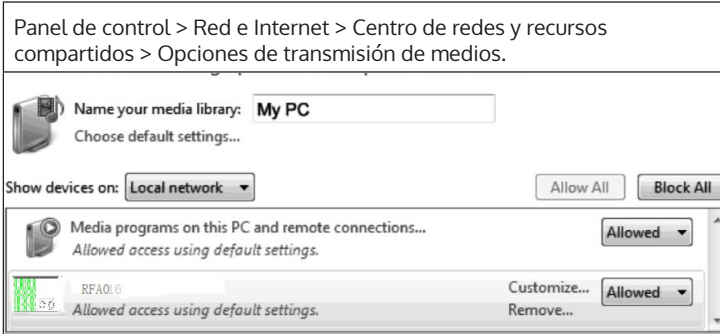 Panel de control > Red e Internet > Centro de redes y recursos
compartidos > Opciones de transmisión de medios.
Name your media library: My PC
Choose default settings...
Show devices on: Local network Allow All Block All
Media programs on this PC and remote connections... Allowed
Allowed access using default settings.
RFA016 Customize... Allowed
Allowed access using default settings. Remove...